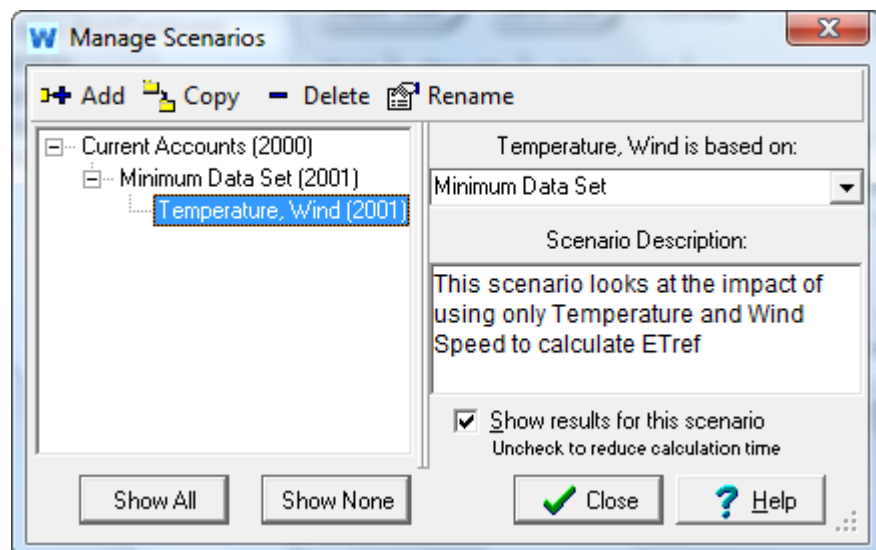 W Manage Scenarios
Add Copy Delete Rename
Current Accounts (2000)
Minimum Data Set (2001)
Temperature, Wind (2001)
Temperature, Wind is based on:
Minimum Data Set
Scenario Description:
This scenario looks at the impact of
using only Temperature and Wind
Speed to calculate ETref
Show results for this scenario
Uncheck to reduce calculation time
Show All Show None Close ? Help